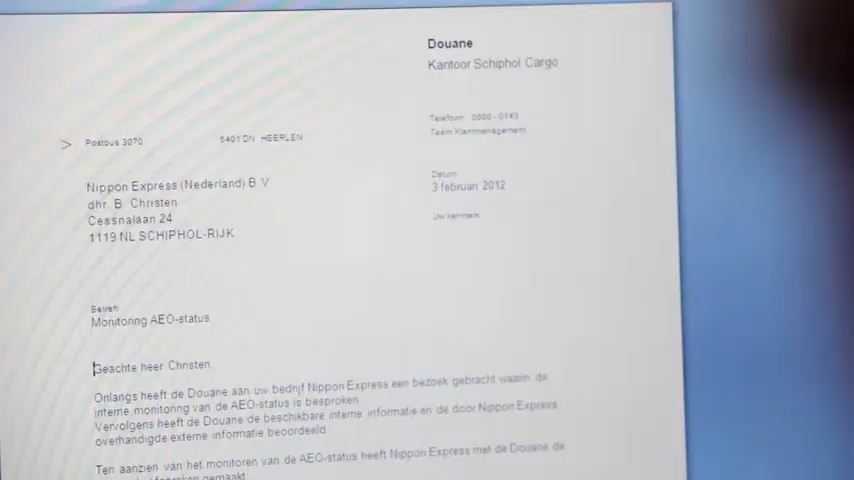 Douane
Kantoor Schiphol Cargo
Telefoon 0800 - 0143
Team Klantmanagement
> Postbus 3070 6401 DN HEERLEN
Datum
3 februari 2012
Nippon Express (Nederland) B V
dhr B Christen
Cessnalaan 24
1119 NL SCHIPHOL-RIJK
Uw kenmerk
Betreft
Monitoring AEO-status
Geachte heer Christen,
Onlangs heeft de Douane aan uw bedrijf Nippon Express een bezoek gebracht waarin de
interne monitoring van de AEO-status is besproken
Vervolgens heeft de Douane de beschikbare interne informatie en de door Nippon Express
overhandigde externe informatie beoordeeld
Ten aanzien van het monitoren van de AEO-status heeft Nippon Express met de Douane de
afspraken gemaakt